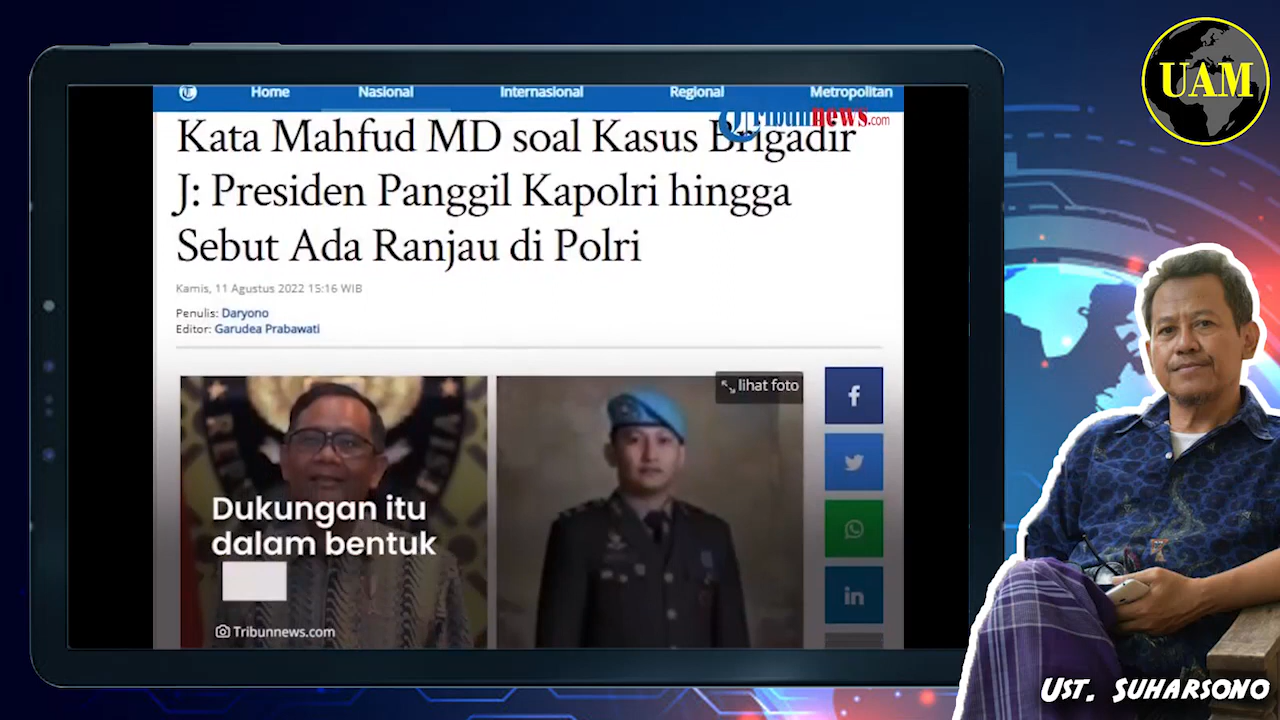 UAM
Home Nasional Internasional Regional Metropolitan
Tribunnews.com
Kata Mahfud MD soal Kasus Brigadir
J: Presiden Panggil Kapolri hingga
Sebut Ada Ranjau di Polri
Kamis, 11 Agustus 2022 15:16 WIB
Penulis: Daryono
Editor: Garudea Prabawati
lihat foto
Dukungan itu
dalam bentuk
Tribunnews.com
Ust. Suharsono